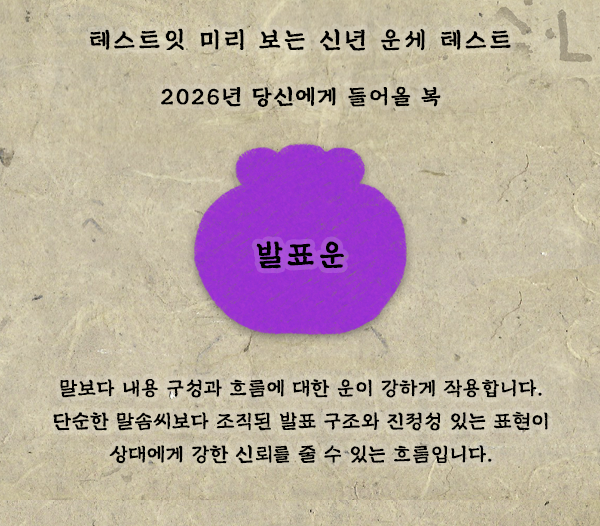 테스트잇 미리 보는 신년 운세 테스트
2026년 당신에게 들어올 복
발표운
말보다 내용 구성과 흐름에 대한 운이 강하게 작용합니다.
단순한 말솜씨보다 조직된 발표 구조와 진정성 있는 표현이
상대에게 강한 신뢰를 줄 수 있는 흐름입니다.